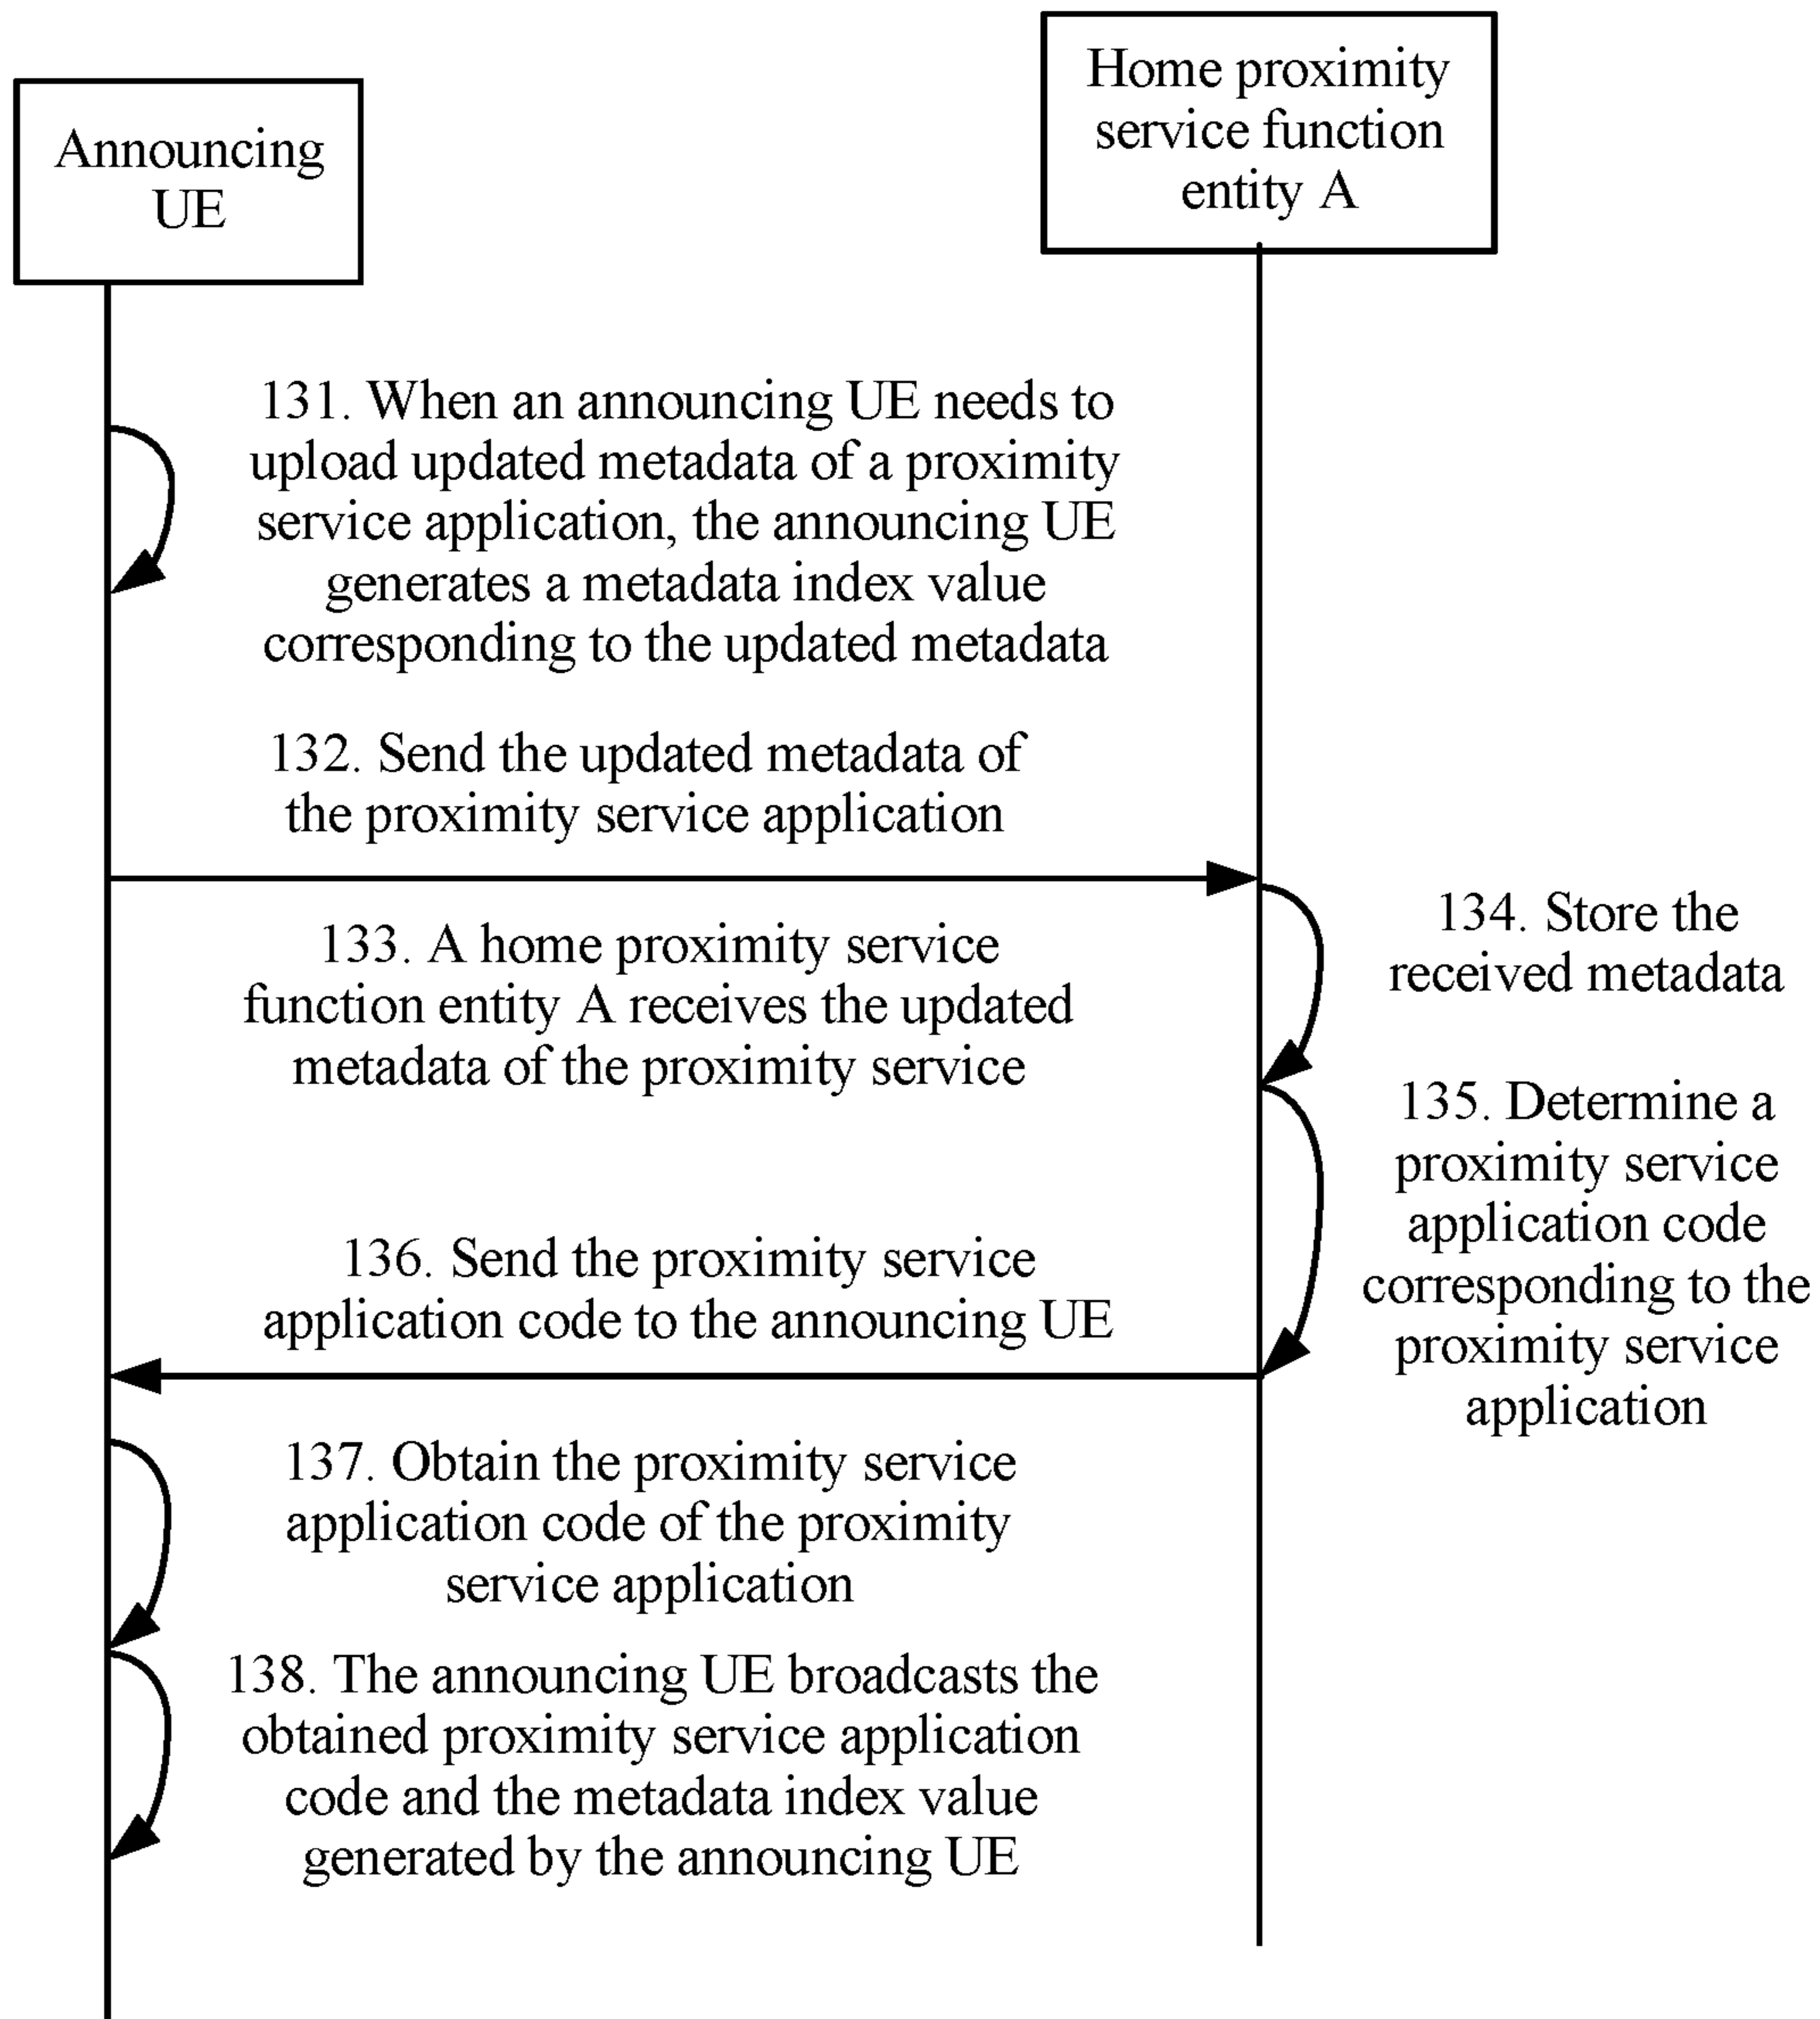 Announcing
UE
Home proximity
service function
entity A
131. When an announcing UE needs to
upload updated metadata of a proximity
service application, the announcing UE
generates a metadata index value
corresponding to the updated metadata
132. Send the updated metadata of
the proximity service application
133. A home proximity service
function entity A receives the updated
metadata of the proximity service
134. Store the
received metadata
135. Determine a
proximity service
application code
corresponding to the
proximity service
application
136. Send the proximity service
application code to the announcing UE
137. Obtain the proximity service
application code of the proximity
service application
138. The announcing UE broadcasts the
obtained proximity service application
code and the metadata index value
generated by the announcing UE